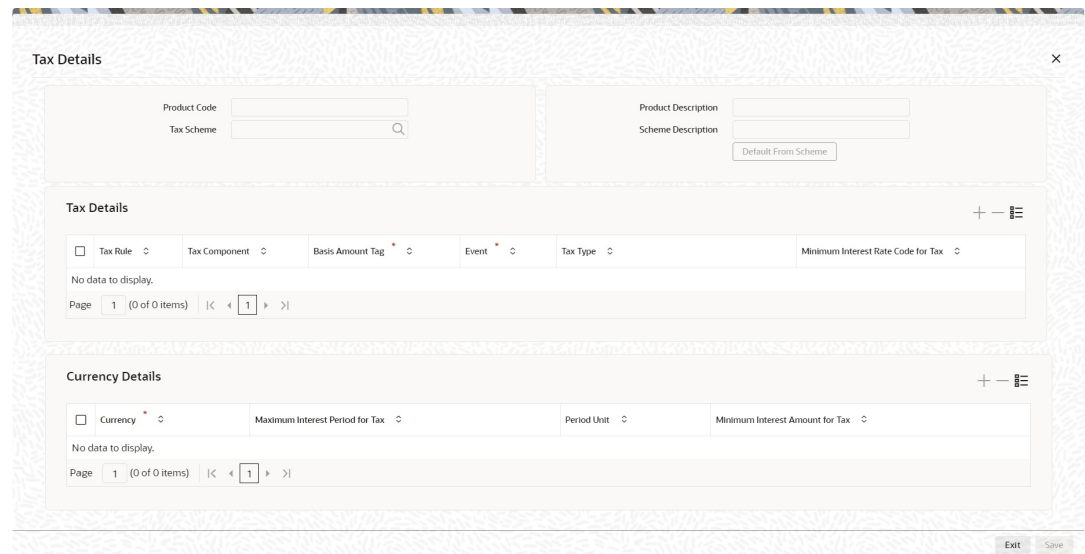 Tax Details
Product Code
Tax Scheme
Product Description
Scheme Description
Default From Scheme
Tax Details
Tax Rule Tax Component Basis Amount Tag * Event * Tax Type Minimum Interest Rate Code for Tax
No data to display.
Page 1 (0 of 0 items) 1
Currency Details
Currency * Maximum Interest Period for Tax Period Unit Minimum Interest Amount for Tax
No data to display.
Page 1 (0 of 0 items) 1
Exit Save